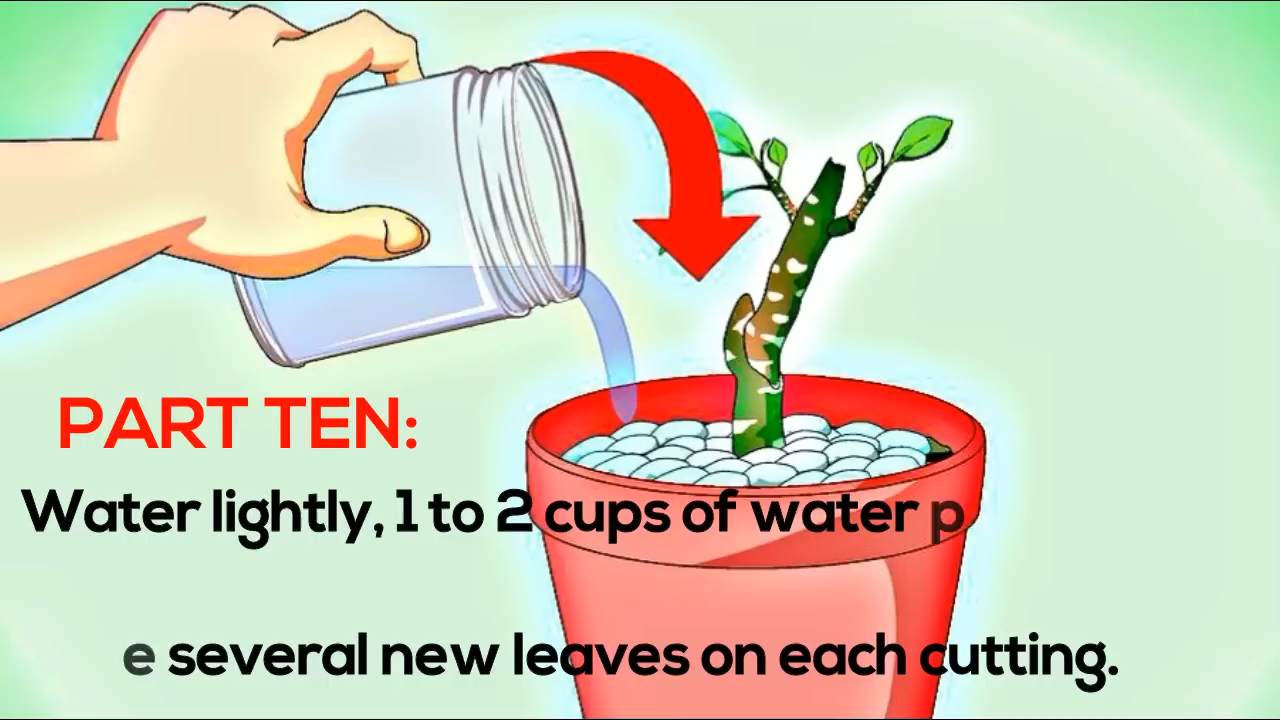 PART TEN:
Water lightly, 1 to 2 cups of water p
e several new leaves on each cutting.